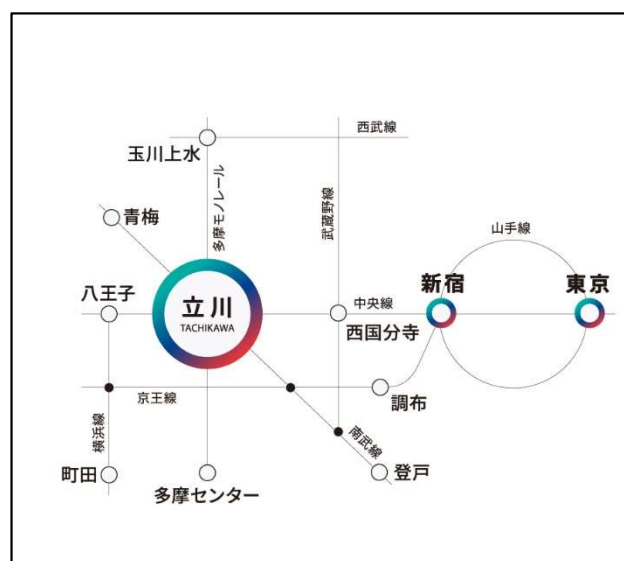 西武線
玉川上水
多摩モノレール
武蔵野線
青梅
山手線
八王子
立川
TACHIKAWA
中央線
新宿
東京
西国分寺
京王線
調布
横浜線
南武線
町田
多摩センター
登戸